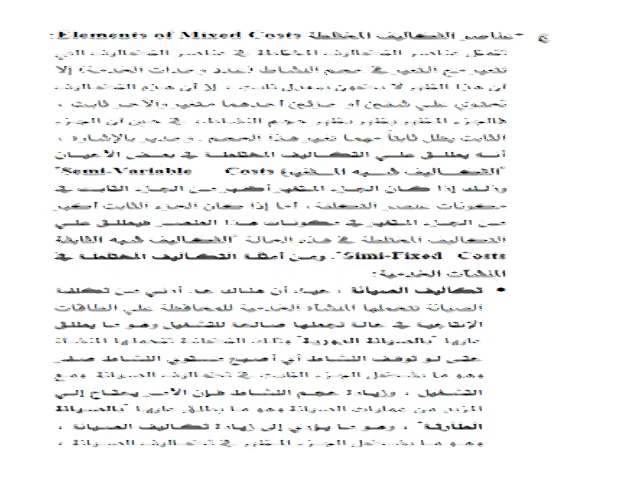 ج *عناصر التكاليف المختلطة Elements of Mixed Costs :
تتمثل عناصر التكاليف المختلطة في عناصر التكاليف التي
تتغير مع التغير في حجم النشاط (عدد وحدات الخدمة) إلا
أن هذا التغير لا يكون بمعدل ثابت ، إلا أن هذه التكاليف
تحتوي على شقين أو جزئين أحدهما متغير والآخر ثابت ،
فالجزء المتغير يتغير بتغير حجم النشاط، في حين أن الجزء
الثابت يظل ثابتاً مهما تغير هذا الحجم . وجدير بالإشارة ،
أنه يطلق على التكاليف المختلطة في بعض الأحيان
"التكاليف شبه المتغيرة Semi-Variable Costs"
وذلك إذا كان الجزء المتغير أكبر من الجزء الثابت في
مكونات عنصر التكلفة ، أما إذا كان الجزء الثابت أكبر
من الجزء المتغير في مكونات هذا العنصر فيطلق على
التكاليف المختلطة في هذه الحالة "التكاليف شبه الثابتة
Simi-Fixed Costs". ومن أمثلة التكاليف المختلطة في
المنشآت الخدمية:
• تكاليف الصيانة ، حيث أن هناك حد أدنى من تكلفة
الصيانة تتحملها المنشأة الخدمية للمحافظة على الطاقات
الإنتاجية في حالة تجعلها صالحة للتشغيل وهو ما يطلق
عليها "بالصيانة الدورية" وتلك التكلفة تتحملها المنشأة
حتى لو توقف النشاط أي أصبح مستوى النشاط صفر
وهو ما يشكل الجزء الثابت في تكاليف الصيانة ومع
التشغيل ، وزيادة حجم النشاط فإن الأمر يحتاج إلى
المزيد من عمليات الصيانة وهو ما يطلق عليها "بالصيانة
الطارئة" ، وهو ما يؤدي إلى زيادة تكاليف الصيانة ،
وهو ما يشكل الجزء المتغير في تكاليف الصيانة ،